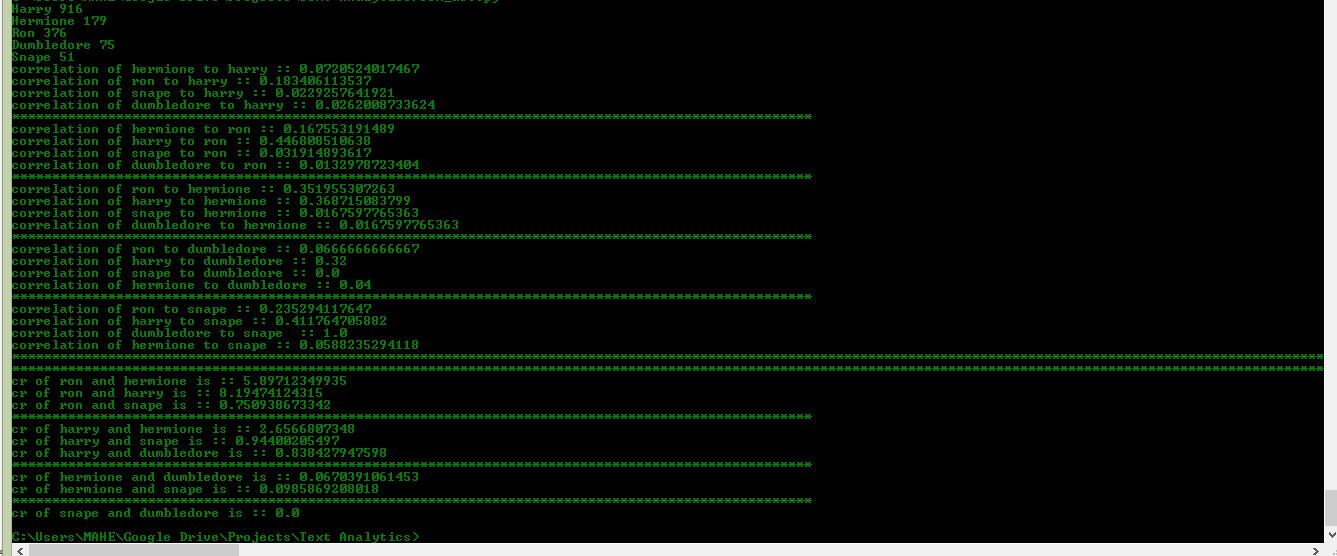 Harry 916
Hermione 179
Ron 376
Dumbledore 75
Snape 51
correlation of hermione to harry :: 0.0720524017467
correlation of ron to harry :: 0.183406113537
correlation of snape to harry :: 0.0229257641921
correlation of dumbledore to harry :: 0.0262008733624
correlation of hermione to ron :: 0.167553191489
correlation of harry to ron :: 0.446808510638
correlation of snape to ron :: 0.031914893617
correlation of dumbledore to ron :: 0.0132978723404
correlation of ron to hermione :: 0.351955307263
correlation of harry to hermione :: 0.368715083799
correlation of snape to hermione :: 0.0167597765363
correlation of dumbledore to hermione :: 0.0167597765363
correlation of ron to dumbledore :: 0.0666666666667
correlation of harry to dumbledore :: 0.32
correlation of snape to dumbledore :: 0.0
correlation of hermione to dumbledore :: 0.04
correlation of ron to snape :: 0.235294117647
correlation of harry to snape :: 0.411764705882
correlation of dumbledore to snape  :: 1.0
correlation of hermione to snape :: 0.0588235294118
cr of ron and hermione is :: 5.89712349935
cr of ron and harry is :: 8.19474124315
cr of ron and snape is :: 0.750938673342
cr of harry and hermione is :: 2.6566807348
cr of harry and snape is :: 0.94400205497
cr of harry and dumbledore is :: 0.838427947598
cr of hermione and dumbledore is :: 0.0670391061453
cr of hermione and snape is :: 0.0985869208018
cr of snape and dumbledore is :: 0.0
C:\Users\MAHE\Google Drive\Projects\Text Analytics>